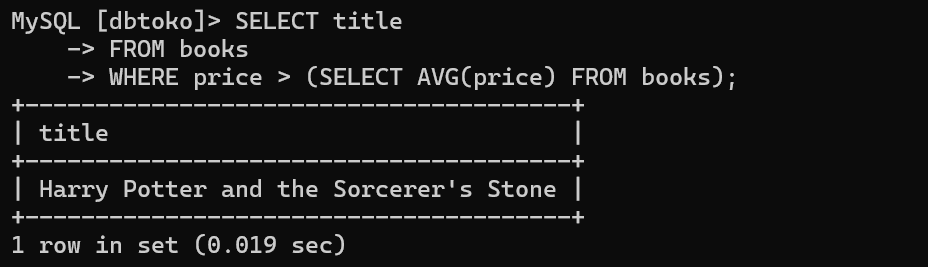 MySQL [dbtoko]> SELECT title
    -> FROM books
    -> WHERE price > (SELECT AVG(price) FROM books);
+---------------------------------------+
| title                                 |
+---------------------------------------+
| Harry Potter and the Sorcerer's Stone |
+---------------------------------------+
1 row in set (0.019 sec)